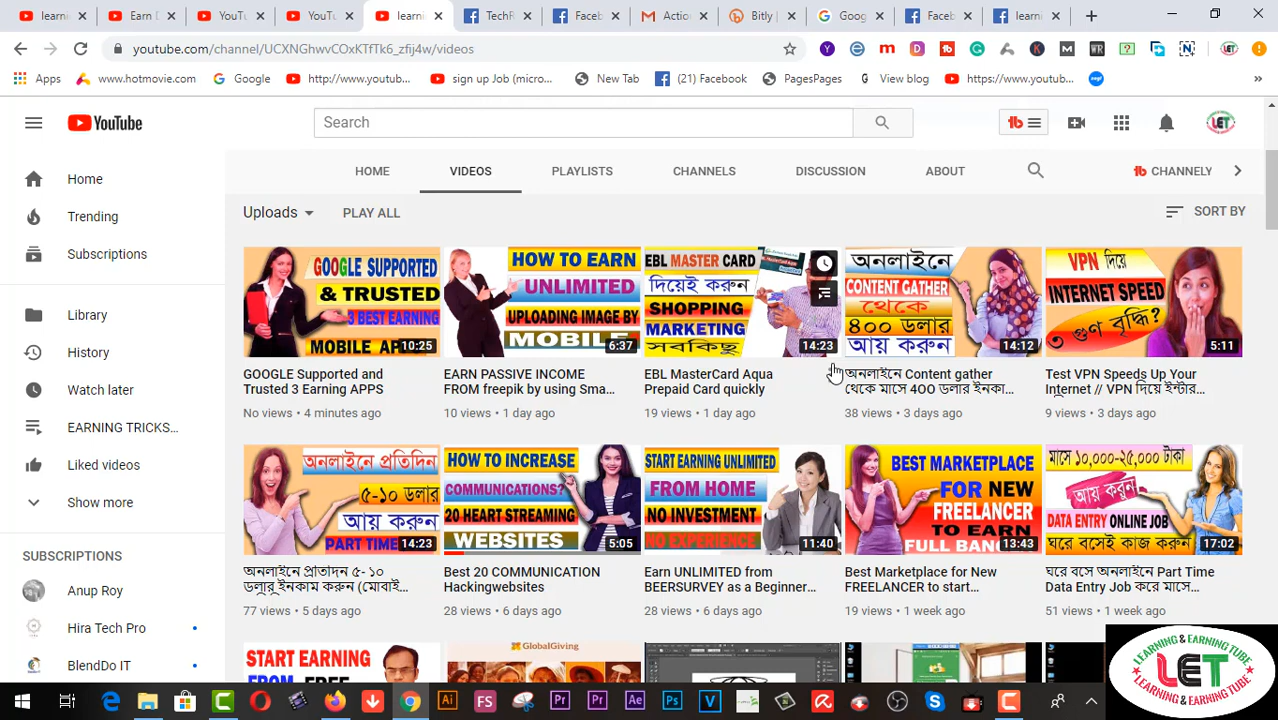 learni
Earn D
YouTu
YouTu
learni
TechR
Faceb
Action
Bitly |
Goog
Faceb
learni
youtube.com/channel/UCXNGhwvCOxKTfTk6_zfij4w/videos
Apps
www.hotmovie.com
Google
http://www.youtub...
sign up Job (micro...
New Tab
(21) Facebook
PagesPages
View blog
https://www.youtub...
YouTube
Search
HOME
VIDEOS
PLAYLISTS
CHANNELS
DISCUSSION
ABOUT
CHANNELY
Uploads
PLAY ALL
SORT BY
Home
Trending
Subscriptions
Library
History
Watch later
EARNING TRICKS...
Liked videos
Show more
SUBSCRIPTIONS
Anup Roy
Hira Tech Pro
BlendDo IT
GOOGLE SUPPORTED
& TRUSTED
3 BEST EARNING
MOBILE APP
10:25
GOOGLE Supported and
Trusted 3 Earning APPS
No views • 4 minutes ago
HOW TO EARN
UNLIMITED
UPLOADING IMAGE BY
MOBILE
6:37
EARN PASSIVE INCOME
FROM freepik by using Sma...
10 views • 1 day ago
EBL MASTER CARD
দিয়েই করুন
SHOPPING
MARKETING
সবকিছু
14:23
EBL MasterCard Aqua
Prepaid Card quickly
19 views • 1 day ago
অনলাইনে
CONTENT GATHER
থেকে
৪০০ ডলার
আয় করুন
14:12
অনলাইনে Content gather
থেকে মাসে 4OO ডলার ইনকা...
38 views • 3 days ago
VPN দিয়ে
INTERNET SPEED
৩ গুণ বৃদ্ধি?
5:11
Test VPN Speeds Up Your
Internet // VPN দিয়ে ইন্টার...
9 views • 3 days ago
অনলাইনে প্রতিদিন
৫-১০ ডলার
আয় করুন
PART TIME
14:23
অনলাইনে প্রতিদিন ৫- ১০
ডলার ইনকাম করুন (মোবাই...
77 views • 5 days ago
HOW TO INCREASE
COMMUNICATIONS?
20 HEART STREAMING
WEBSITES
5:05
Best 20 COMMUNICATION
Hackingwebsites
28 views • 6 days ago
START EARNING UNLIMITED
FROM HOME
NO INVESTMENT
NO EXPERIENCE
11:40
Earn UNLIMITED from
BEERSURVEY as a Beginner...
28 views • 6 days ago
BEST MARKETPLACE
FOR NEW
FREELANCER
TO EARN
FULL BANG
13:43
Best Marketplace for New
FREELANCER to start...
19 views • 1 week ago
মাসে ১০,০০০-২৫,০০০ টাকা
আয় করুন
DATA ENTRY ONLINE JOB
ঘরে বসেই কাজ করুন
17:02
ঘরে বসে অনলাইনে Part Time
Data Entry Job করে মাসে...
51 views • 1 week ago
START EARNING
FROM FREE
GlobalGiving
LEARNING & EARNING TUBE
LET
LEARNING & EARNING TUBE